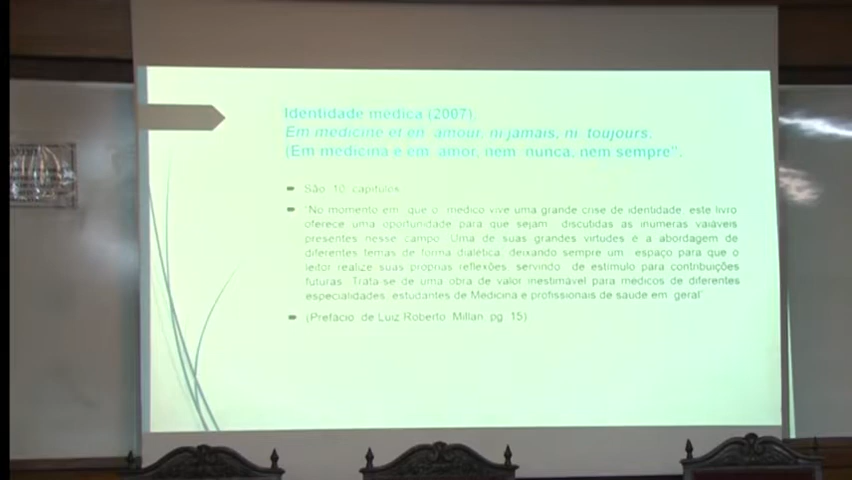 Identidade médica (2007).
Em medicine et en amour, ni jamais, ni toujours.
(Em medicina e em amor, nem nunca, nem sempre".
São 10 capítulos
"No momento em que o médico vive uma grande crise de identidade, este livro
oferece uma oportunidade para que sejam discutidas as inúmeras vaiáveis
presentes nesse campo. Uma de suas grandes virtudes é a abordagem de
diferentes temas de forma dialética, deixando sempre um espaço para que o
leitor realize suas próprias reflexões, servindo de estímulo para contribuições
futuras. Trata-se de uma obra de valor inestimável para médicos de diferentes
especialidades, estudantes de Medicina e profissionais de saúde em geral"
(Prefácio de Luiz Roberto Millan. pg. 15)